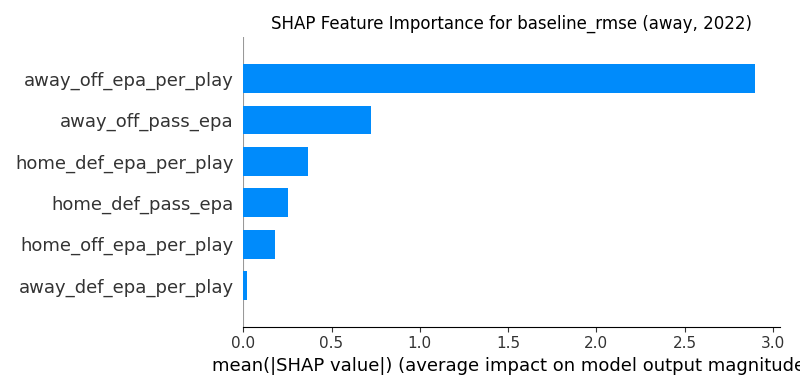 SHAP Feature Importance for baseline_rmse (away, 2022)
away_off_epa_per_play
away_off_pass_epa
home_def_epa_per_play
home_def_pass_epa
home_off_epa_per_play
away_def_epa_per_play
0.0 0.5 1.0 1.5 2.0 2.5 3.0
mean(|SHAP value|) (average impact on model output magnitude